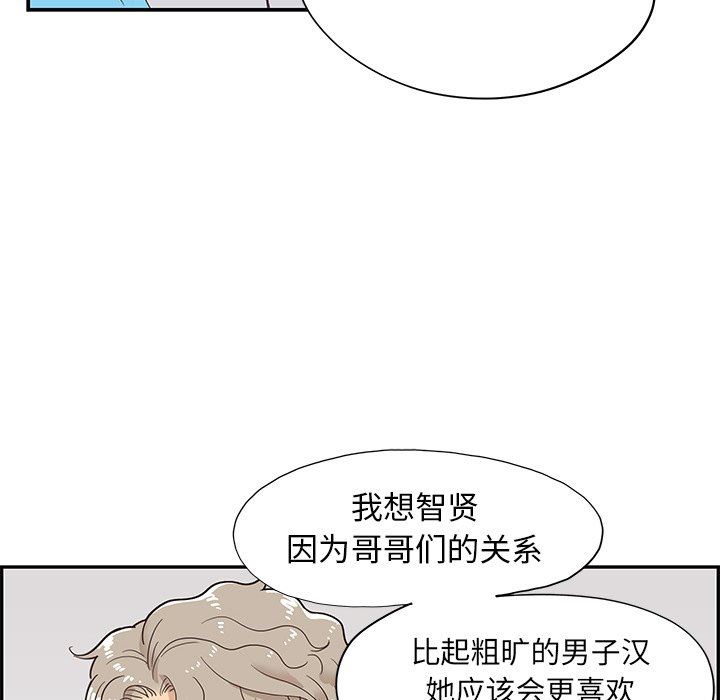 我想智贤
因为哥哥们的关系
比起粗旷的男子汉
她应该会更喜欢